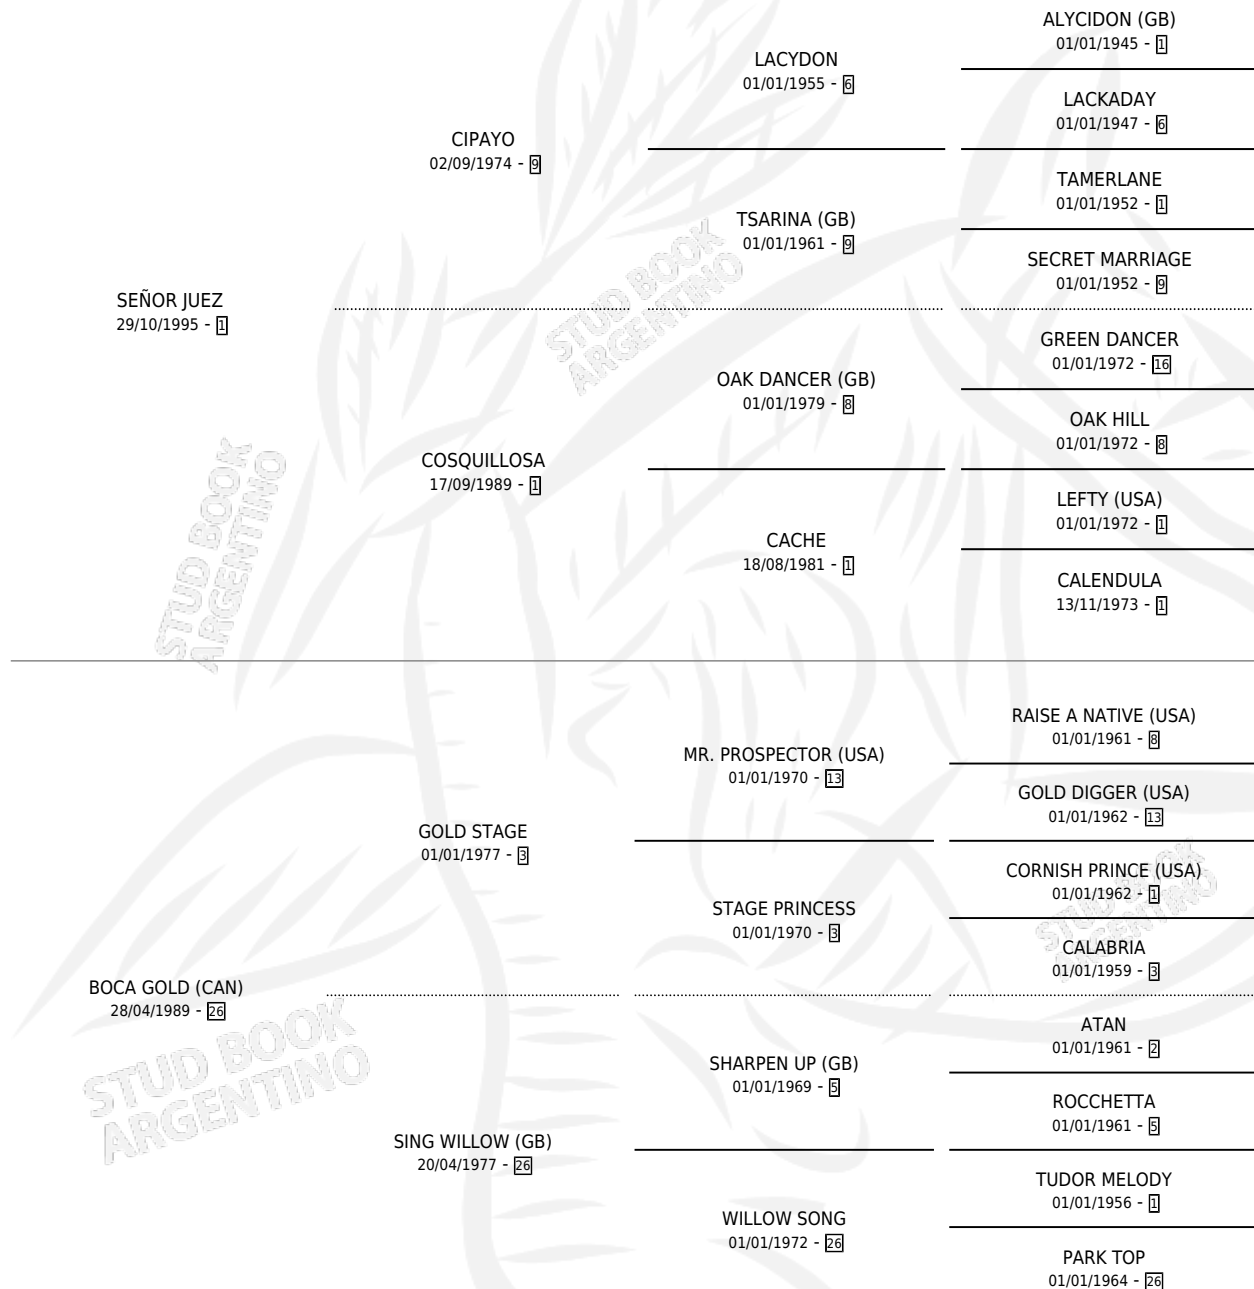 ALYCIDON (GB)
01/01/1945 - 1
LACYDON
01/01/1955 - 6
LACKADAY
01/01/1947 - 6
CIPAYO
02/09/1974 - 9
TAMERLANE
01/01/1952 - 1
TSARINA (GB)
01/01/1961 - 9
SECRET MARRIAGE
01/01/1952 - 9
SEÑOR JUEZ
29/10/1995 - 1
GREEN DANCER
01/01/1972 - 16
OAK DANCER (GB)
01/01/1979 - 8
OAK HILL
01/01/1972 - 8
COSQUILLOSA
17/09/1989 - 1
LEFTY (USA)
01/01/1972 - 1
CACHE
18/08/1981 - 1
CALENDULA
13/11/1973 - 1
RAISE A NATIVE (USA)
01/01/1961 - 8
MR. PROSPECTOR (USA)
01/01/1970 - 13
GOLD DIGGER (USA)
01/01/1962 - 13
GOLD STAGE
01/01/1977 - 3
CORNISH PRINCE (USA)
01/01/1962 - 1
STAGE PRINCESS
01/01/1970 - 3
CALABRIA
01/01/1959 - 3
BOCA GOLD (CAN)
28/04/1989 - 26
ATAN
01/01/1961 - 2
SHARPEN UP (GB)
01/01/1969 - 5
ROCCHETTA
01/01/1961 - 5
SING WILLOW (GB)
20/04/1977 - 26
TUDOR MELODY
01/01/1956 - 1
WILLOW SONG
01/01/1972 - 26
PARK TOP
01/01/1964 - 26
STUD BOOK
ARGENTINO
STUD BOOK
ARGENTINO
STUD BOOK
ARGENTINO
STUD BOOK
ARGENTINO